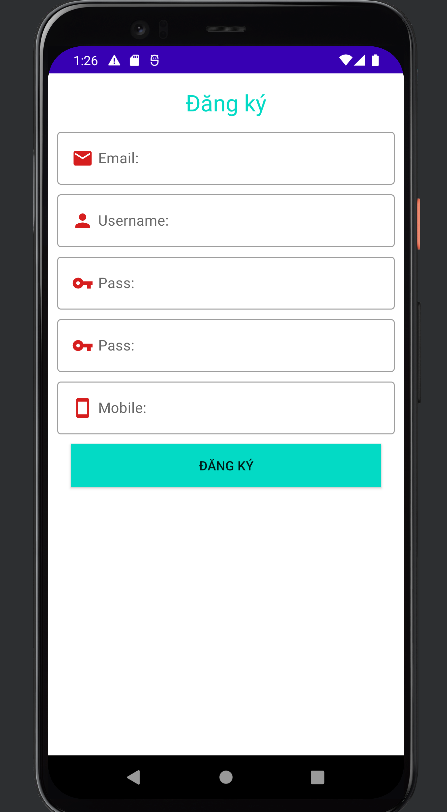 1:26
Đăng ký
Email:
Username:
Pass:
Pass:
Mobile:
ĐĂNG KÝ